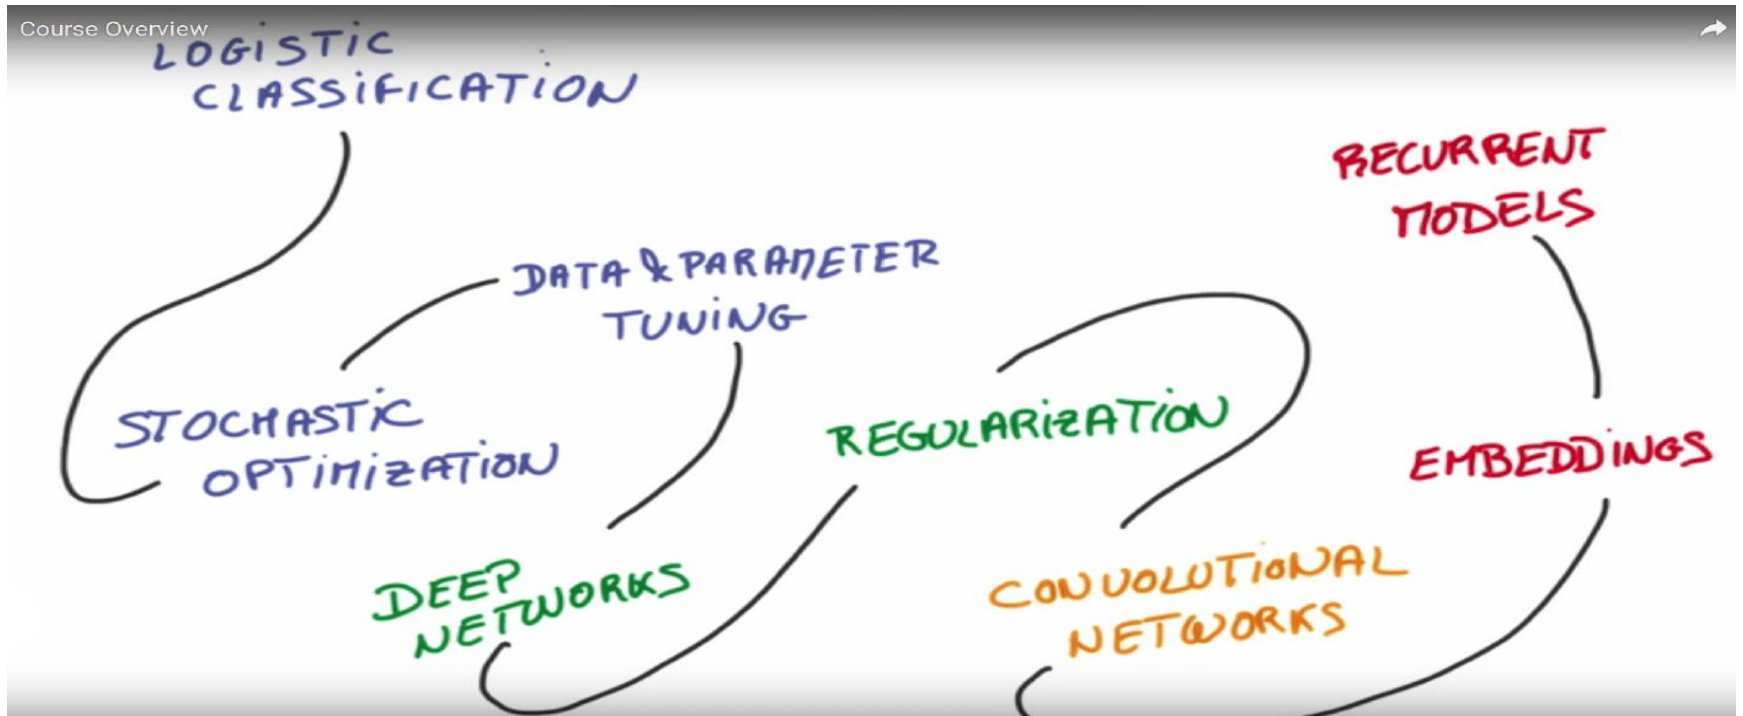 Course Overview
LOGISTIC
CLASSIFICATION
RECURRENT
MODELS
DATA & PARAMETER
TUNING
STOCHASTIC
OPTIMIZATION
REGULARIZATION
EMBEDDINGS
DEEP
NETWORKS
CONVOLUTIONAL
NETWORKS